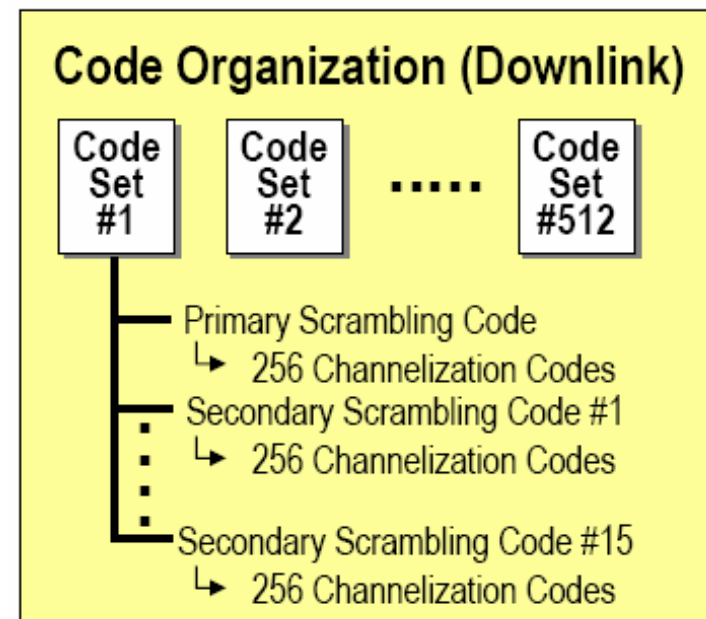 Code Organization (Downlink)
Code Set #1
Code Set #2
.....
Code Set #512
Primary Scrambling Code
256 Channelization Codes
Secondary Scrambling Code #1
256 Channelization Codes
Secondary Scrambling Code #15
256 Channelization Codes